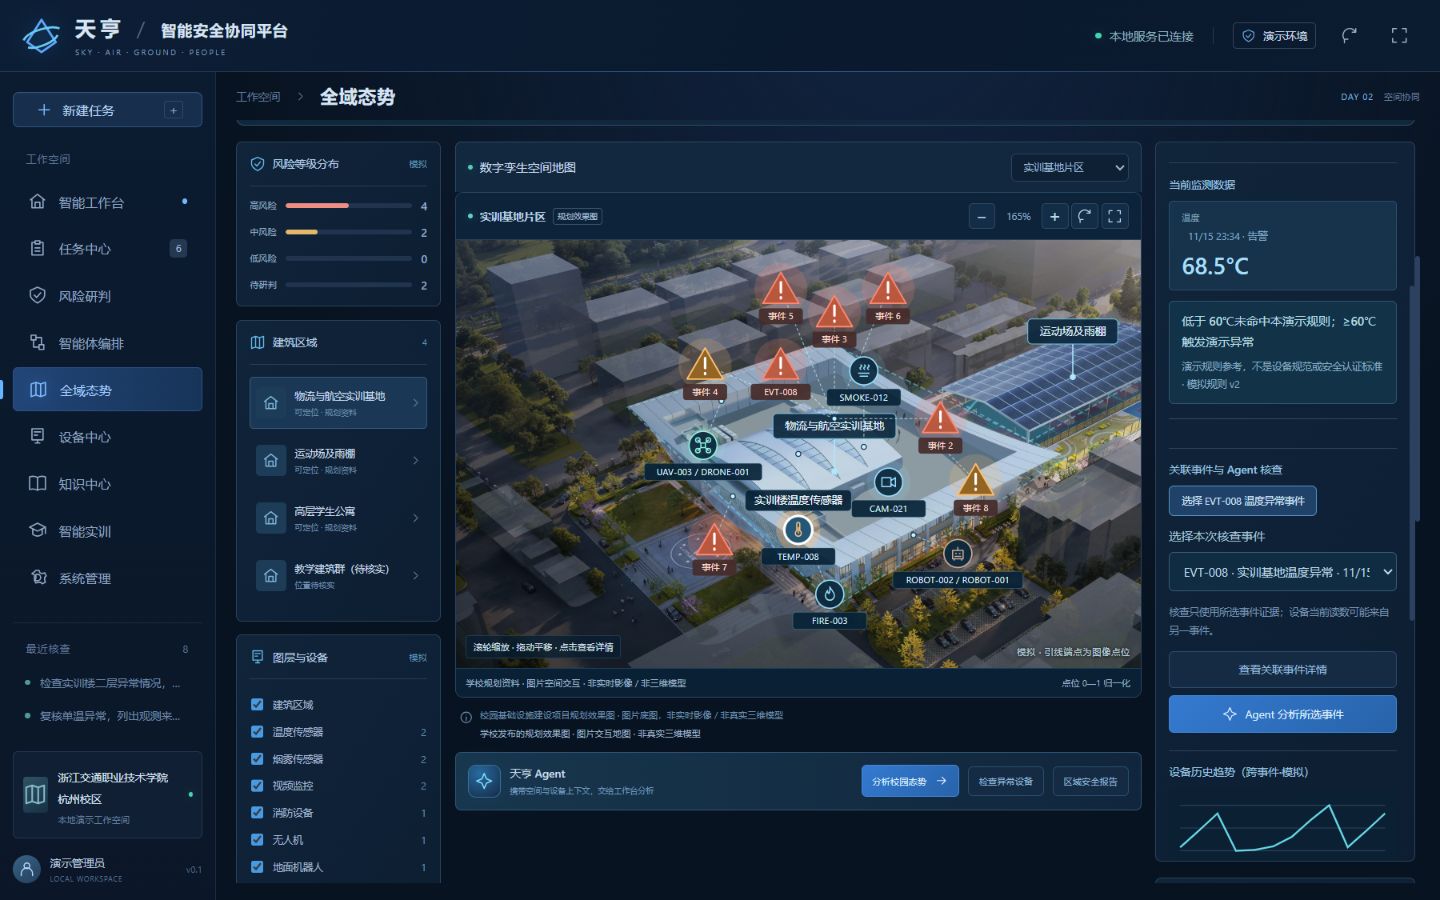 天亨 / 智能安全协同平台
SKY · AIR · GROUND · PEOPLE
本地服务已连接
演示环境
新建任务 +
工作空间
智能工作台
任务中心 6
风险研判
智能体编排
全域态势
设备中心
知识中心
智能实训
系统管理
最近核查 8
检查实训楼二层异常情况，...
复核单温异常，列出观测来...
浙江交通职业技术学院
杭州校区
本地演示工作空间
演示管理员
LOCAL WORKSPACE
v0.1
工作空间 > 全域态势
DAY 02 空间协同
风险等级分布 模拟
高风险 4
中风险 2
低风险 0
待研判 2
建筑区域 4
物流与航空实训基地
可定位 · 规划资料
运动场及雨棚
可定位 · 规划资料
高层学生公寓
可定位 · 规划资料
教学建筑群（待核实）
位置待核实
图层与设备 模拟
建筑区域
温度传感器 2
烟雾传感器 2
视频监控 2
消防设备 1
无人机 1
地面机器人 1
数字孪生空间地图
实训基地片区
实训基地片区 规划效果图
− 165% +
事件 5
事件 6
事件 3
运动场及雨棚
事件 4
EVT-008
SMOKE-012
物流与航空实训基地
事件 2
UAV-003 / DRONE-001
实训楼温度传感器
CAM-021
事件 8
事件 7
TEMP-008
ROBOT-002 / ROBOT-001
FIRE-003
滚轮缩放 · 拖动平移 · 点击查看详情
模拟 · 引线端点为图像点位
学校规划资料 · 图片空间交互 · 非实时影像 / 非三维模型
点位 0—1 归一化
校园基础设施建设项目规划效果图 · 图片底图，非实时影像 / 非真实三维模型
学校发布的规划效果图 · 图片交互地图 · 非真实三维模型
天亨 Agent
携带空间与设备上下文，交给工作台分析
分析校园态势 →
检查异常设备
区域安全报告
当前监测数据
温度
11/15 23:34 · 告警
68.5°C
低于 60°C未命中本演示规则；≥60°C
触发演示异常
演示规则参考，不是设备规范或安全认证标准
· 模拟规则 v2
关联事件与 Agent 核查
选择 EVT-008 温度异常事件
选择本次核查事件
EVT-008 · 实训基地温度异常 · 11/15
核查只使用所选事件证据；设备当前读数可能来自
另一事件。
查看关联事件详情
Agent 分析所选事件
设备历史趋势（跨事件·模拟）